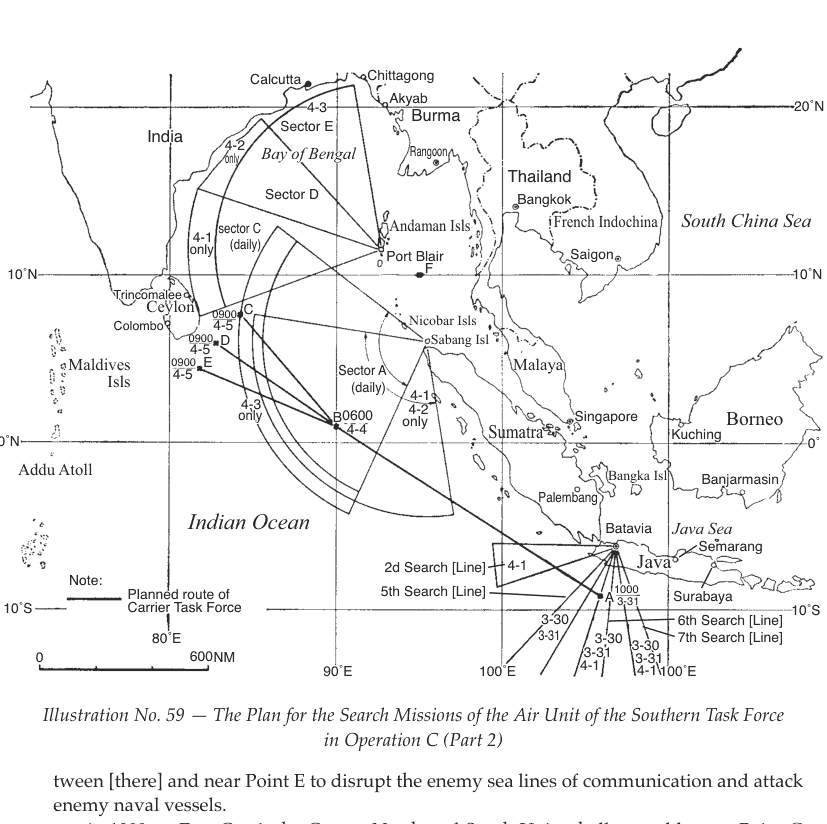 Calcutta
Chittagong
Akyab
4-3
20°N
Burma
Sector E
India
4-2
only
Bay of Bengal
Rangoon
Thailand
Sector D
Bangkok
Andaman Isls
French Indochina
South China Sea
sector C
(daily)
4-1
only
Port Blair
Saigon
F
10°N
10°N
Trincomalee
Ceylon
C
0900
4-5
Nicobar Isls
Colombo
0900
4-5
D
Sabang Isl
Maldives
Isls
0900
4-5
E
Sector A
(daily)
Malaya
4-3
only
4-1
4-2
only
B
0600
4-4
Singapore
Borneo
Sumatra
Kuching
0°N
0°
Addu Atoll
Bangka Isl
Banjarmasin
Palembang
Indian Ocean
Batavia
Java Sea
Semarang
Java
2d Search [Line]
4-1
Note:
5th Search [Line]
A
1000
3-31
Surabaya
Planned route of
Carrier Task Force
10°S
10°S
3-30
3-31
6th Search [Line]
7th Search [Line]
80°E
3-30
3-31
4-1
3-30
3-31
4-1
0
600NM
90°E
100°E
100°E
Illustration No. 59 — The Plan for the Search Missions of the Air Unit of the Southern Task Force
in Operation C (Part 2)
tween [there] and near Point E to disrupt the enemy sea lines of communication and attack
enemy naval vessels.